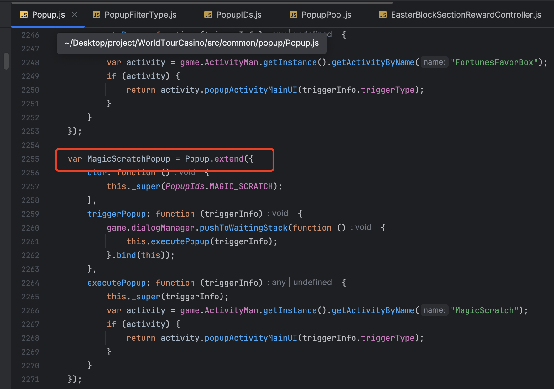 Popup.js PopupFilterType.js PopupIDs.js PopupPool.js EasterBlockSectionRewardController.js
2246 {
~/Desktop/project/WorldTourCasino/src/common/popup/Popup.js
2247
2248 var activity = game.ActivityMan.getInstance().getActivityByName( name: "FortunesFavorBox");
2249 if (activity) {
2250 return activity.popupActivityMainUI(triggerInfo.triggerType);
2251 }
2252 }
2253 });
2254
2255 var MagicScratchPopup = Popup.extend({
2256 ctor: function () : void {
2257 this._super(PopupIds.MAGIC_SCRATCH);
2258 },
2259 triggerPopup: function (triggerInfo) : void {
2260 game.dialogManager.pushToWaitingStack(function () : void {
2261 this.executePopup(triggerInfo);
2262 }.bind(this));
2263 },
2264 executePopup: function (triggerInfo) : any | undefined {
2265 this._super(triggerInfo);
2266 var activity = game.ActivityMan.getInstance().getActivityByName( name: "MagicScratch");
2267 if (activity) {
2268 return activity.popupActivityMainUI(triggerInfo.triggerType);
2269 }
2270 }
2271 });